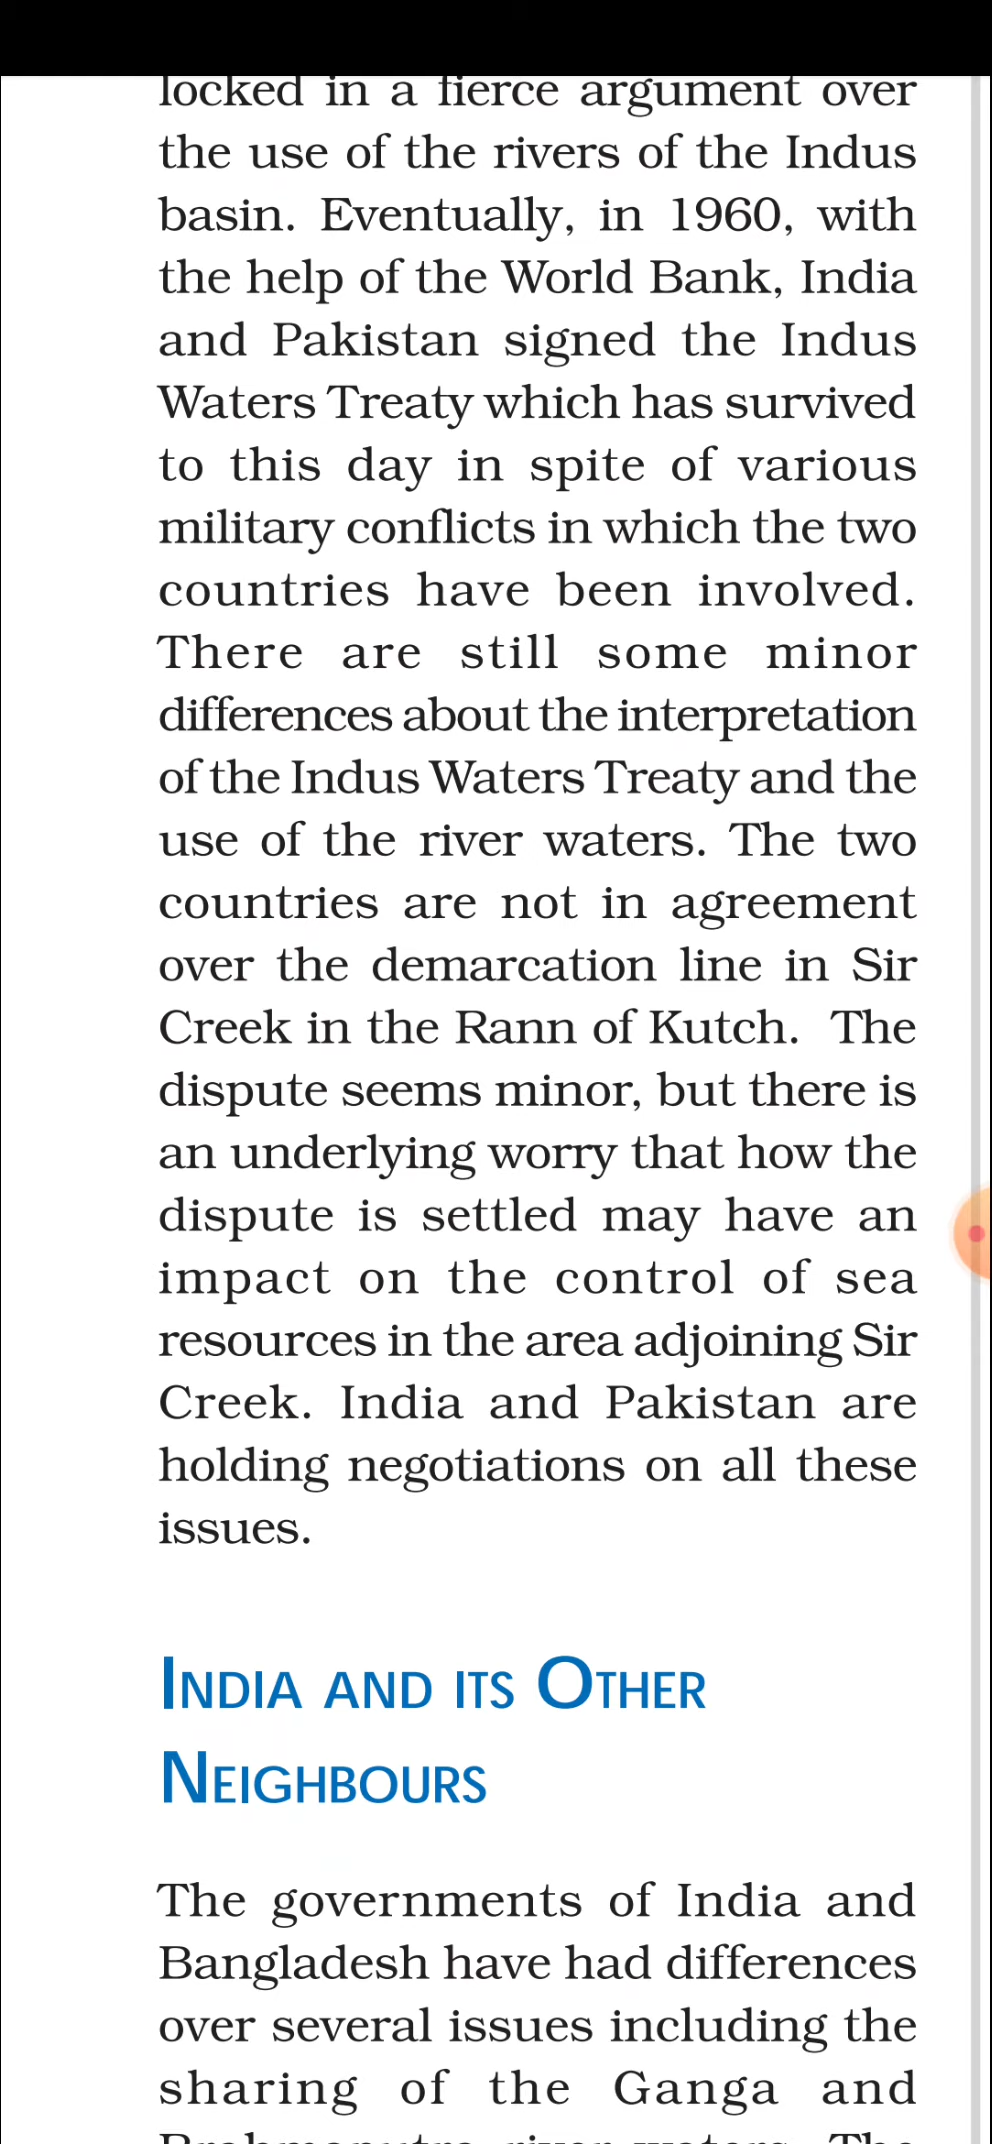 locked in a fierce argument over
the use of the rivers of the Indus
basin. Eventually, in 1960, with
the help of the World Bank, India
and Pakistan signed the Indus
Waters Treaty which has survived
to this day in spite of various
military conflicts in which the two
countries have been involved.
There are still some minor
differences about the interpretation
of the Indus Waters Treaty and the
use of the river waters. The two
countries are not in agreement
over the demarcation line in Sir
Creek in the Rann of Kutch. The
dispute seems minor, but there is
an underlying worry that how the
dispute is settled may have an
impact on the control of sea
resources in the area adjoining Sir
Creek. India and Pakistan are
holding negotiations on all these
issues.
INDIA AND ITS OTHER
NEIGHBOURS
The governments of India and
Bangladesh have had differences
over several issues including the
sharing of the Ganga and
Brahmaputra river waters. The